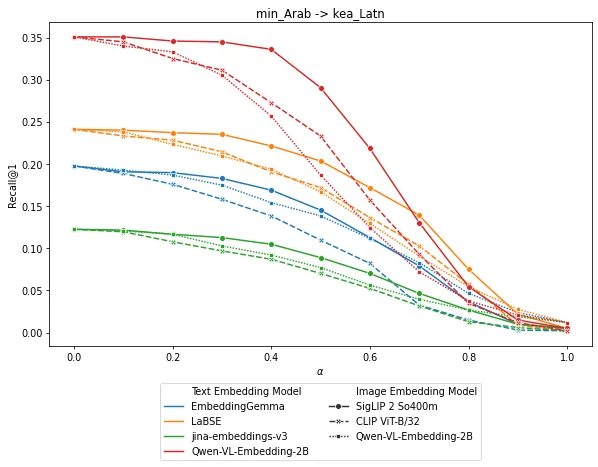 min_Arab -> kea_Latn
Recall@1
0.35
0.30
0.25
0.20
0.15
0.10
0.05
0.00
0.0 0.2 0.4 0.6 0.8 1.0
α
Text Embedding Model Image Embedding Model
EmbeddingGemma SigLIP 2 So400m
LaBSE CLIP ViT-B/32
jina-embeddings-v3 Qwen-VL-Embedding-2B
Qwen-VL-Embedding-2B